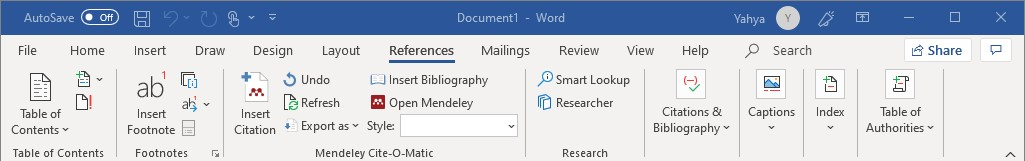 AutoSave Off Document1 - Word Yahya Y
File Home Insert Draw Design Layout References Mailings Review View Help Search Share
Table of Contents
Table of Contents
ab1
Insert Footnote
ab
Footnotes
Insert Citation
Undo
Refresh
Export as
Insert Bibliography
Open Mendeley
Style:
Mendeley Cite-O-Matic
Smart Lookup
Researcher
Research
Citations & Bibliography
Captions
Index
Table of Authorities